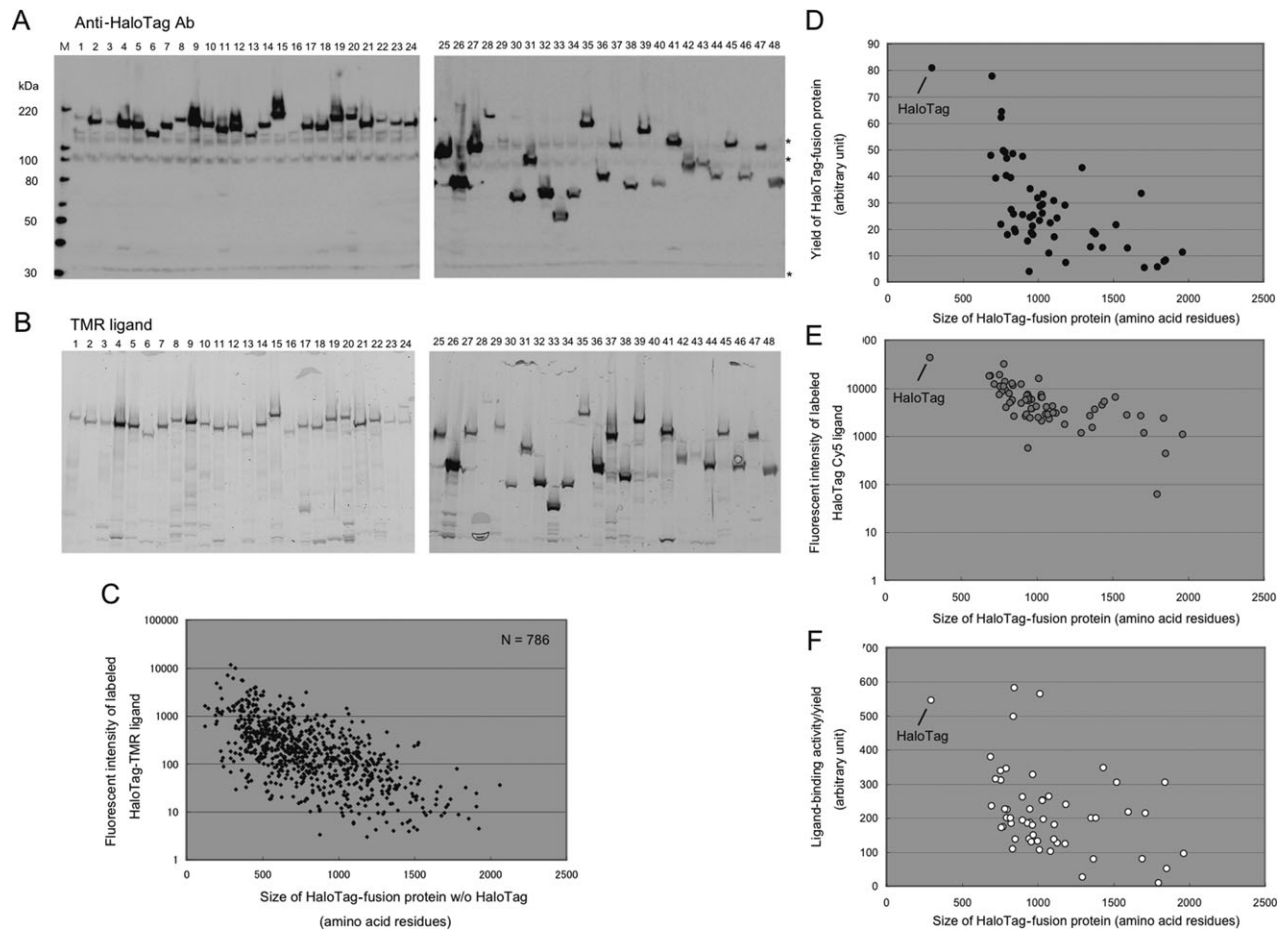 A
Anti-HaloTag Ab
M 1 2 3 4 5 6 7 8 9 10 11 12 13 14 15 16 17 18 19 20 21 22 23 24
25 26 27 28 29 30 31 32 33 34 35 36 37 38 39 40 41 42 43 44 45 46 47 48
kDa
220
100
80
50
30
*
*
*
B
TMR ligand
1 2 3 4 5 6 7 8 9 10 11 12 13 14 15 16 17 18 19 20 21 22 23 24
25 26 27 28 29 30 31 32 33 34 35 36 37 38 39 40 41 42 43 44 45 46 47 48
C
N = 786
Fluorescent intensity of labeled
HaloTag-TMR ligand
100000
10000
1000
100
10
1
0 500 1000 1500 2000 2500
Size of HaloTag-fusion protein w/o HaloTag
(amino acid residues)
D
Yield of HaloTag-fusion protein
(arbitrary unit)
90
80
70
60
50
40
30
20
10
0
HaloTag
0 500 1000 1500 2000 2500
Size of HaloTag-fusion protein (amino acid residues)
E
Fluorescent intensity of labeled
HaloTag Cy5 ligand
00
10000
1000
100
10
1
HaloTag
0 500 1000 1500 2000 2500
Size of HaloTag-fusion protein (amino acid residues)
F
Ligand-binding activity/yield
(arbitrary unit)
700
600
500
400
300
200
100
0
HaloTag
0 500 1000 1500 2000 2500
Size of HaloTag-fusion protein (amino acid residues)